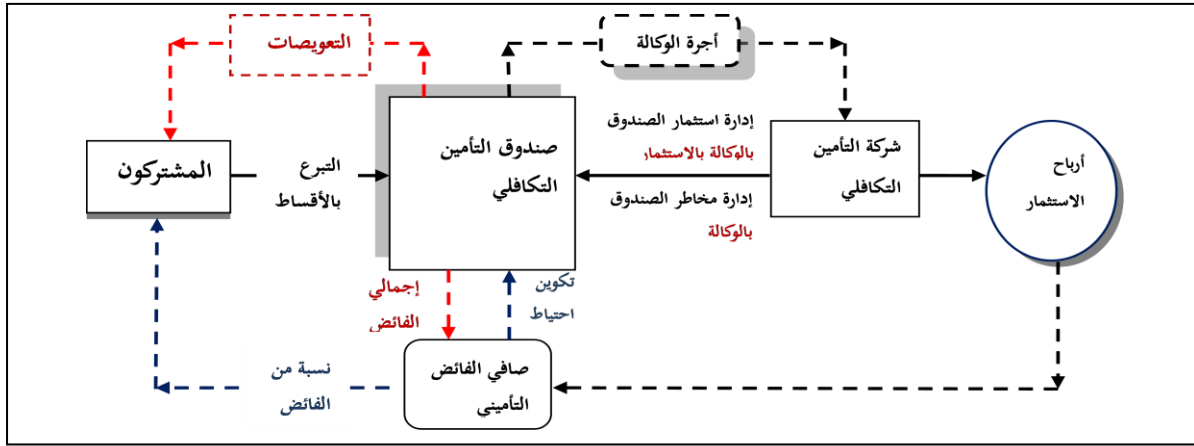 التعويضات
أجرة الوكالة
المشتركون
التبرع
بالأقساط
صندوق التأمين
التكافلي
إدارة استثمار الصندوق
بالوكالة بالاستثمار
إدارة مخاطر الصندوق
بالوكالة
شركة التأمين
التكافلي
أرباح
الاستثمار
إجمالي
الفائض
تكوين
احتياط
صافي الفائض
التأميني
نسبة من
الفائض